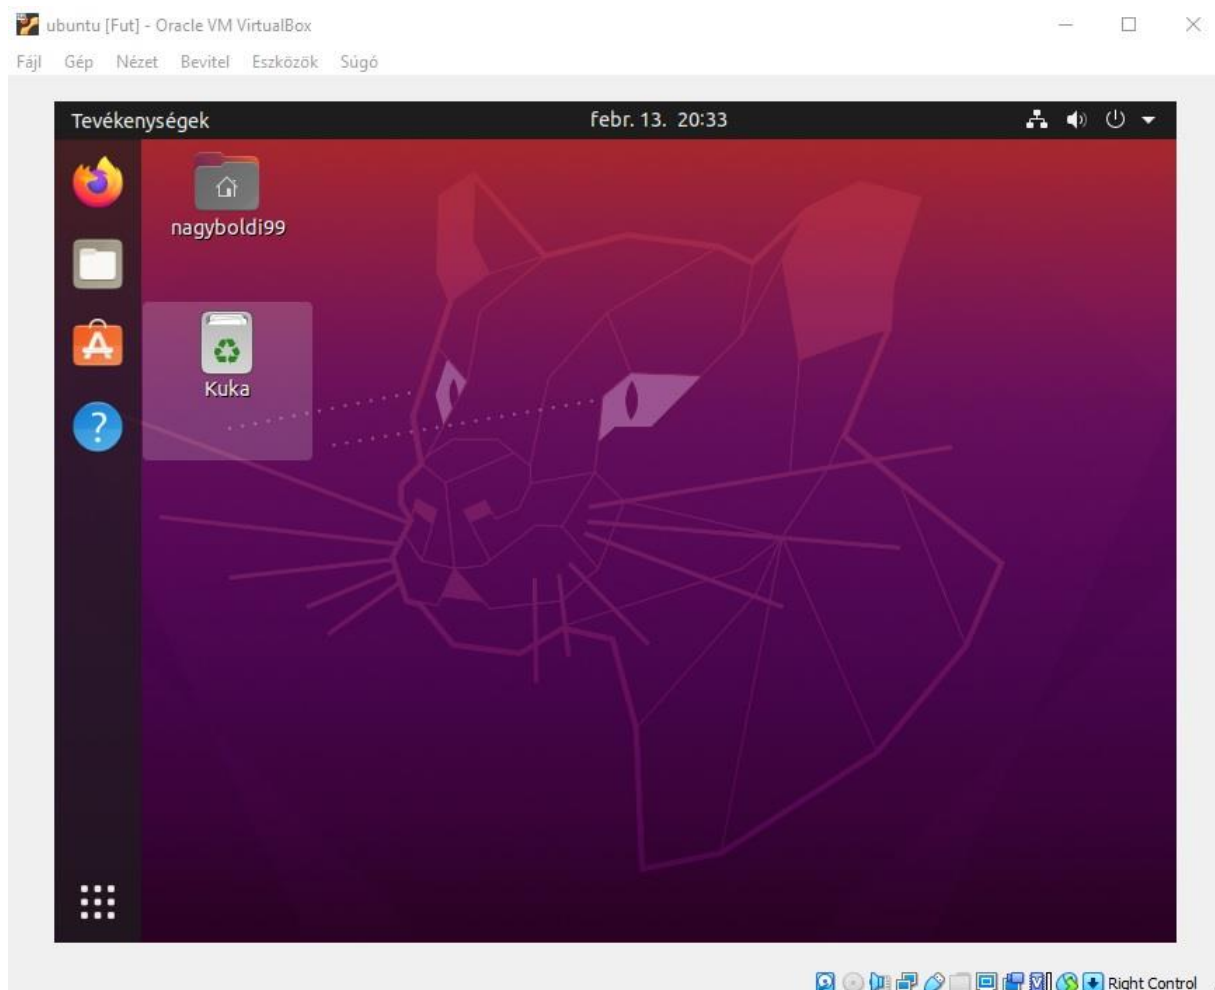 ubuntu [Fut] - Oracle VM VirtualBox
Fájl Gép Nézet Bevitel Eszközök Súgó
Tevékenységek febr. 13. 20:33
nagyboldi99
Kuka
Right Control